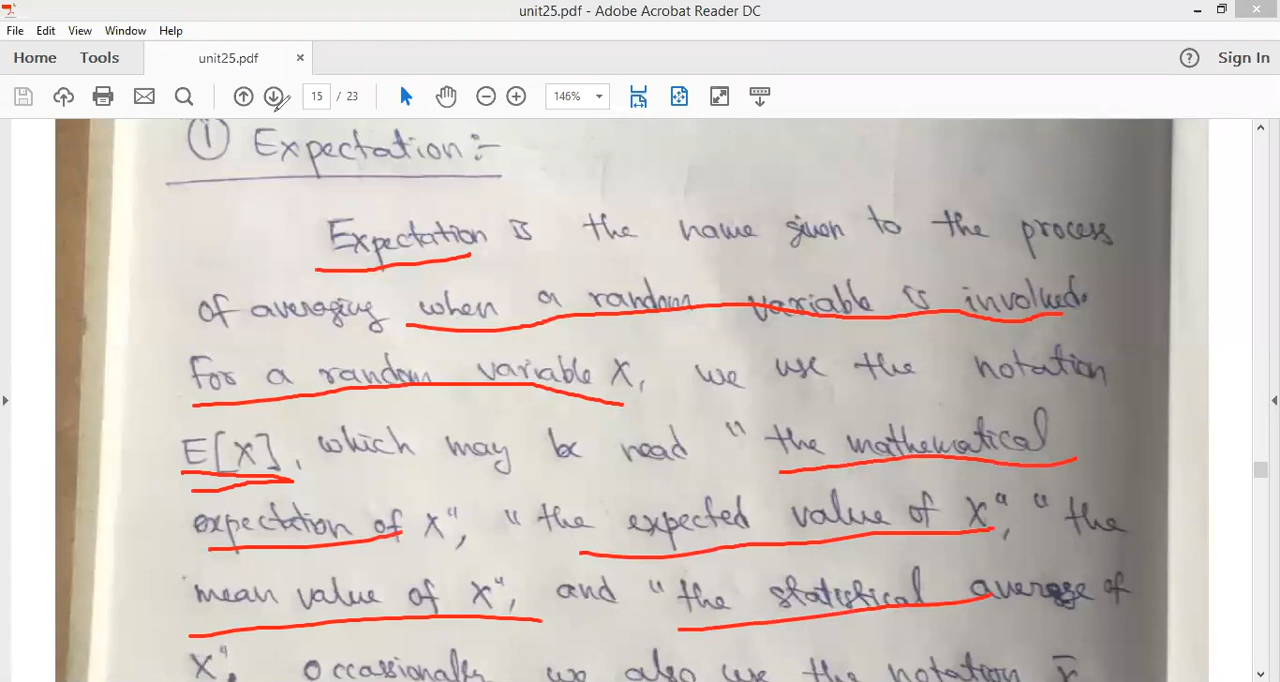 unit25.pdf - Adobe Acrobat Reader DC
File Edit View Window Help
Home Tools unit25.pdf × ? Sign In
15 / 23 146%
① Expectation :-
Expectation is the name given to the process
of averaging when a random variable is involved.
For a random variable X, we use the notation
E[X], which may be read "the mathematical
expectation of X", "the expected value of X", "the
mean value of X", and "the statistical average of
X". Occassionally we also use the notation